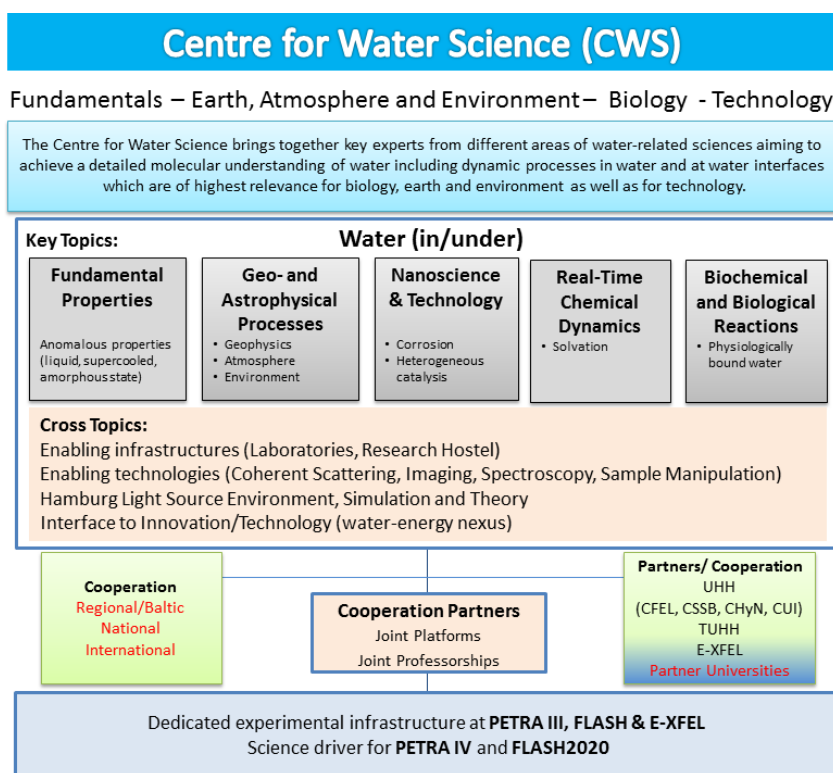 Centre for Water Science (CWS)
Fundamentals – Earth, Atmosphere and Environment – Biology - Technology
The Centre for Water Science brings together key experts from different areas of water-related sciences aiming to
achieve a detailed molecular understanding of water including dynamic processes in water and at water interfaces
which are of highest relevance for biology, earth and environment as well as for technology.
Key Topics:
Water (in/under)
Fundamental
Properties
Anomalous properties
(liquid, supercooled,
amorphous state)
Geo- and
Astrophysical
Processes
• Geophysics
• Atmosphere
• Environment
Nanoscience
& Technology
• Corrosion
• Heterogeneous
catalysis
Real-Time
Chemical
Dynamics
• Solvation
Biochemical
and Biological
Reactions
• Physiologically
bound water
Cross Topics:
Enabling infrastructures (Laboratories, Research Hostel)
Enabling technologies (Coherent Scattering, Imaging, Spectroscopy, Sample Manipulation)
Hamburg Light Source Environment, Simulation and Theory
Interface to Innovation/Technology (water-energy nexus)
Cooperation
Regional/Baltic
National
International
Cooperation Partners
Joint Platforms
Joint Professorships
Partners/ Cooperation
UHH
(CFEL, CSSB, CHyN, CUI)
TUHH
E-XFEL
Partner Universities
Dedicated experimental infrastructure at PETRA III, FLASH & E-XFEL
Science driver for PETRA IV and FLASH2020